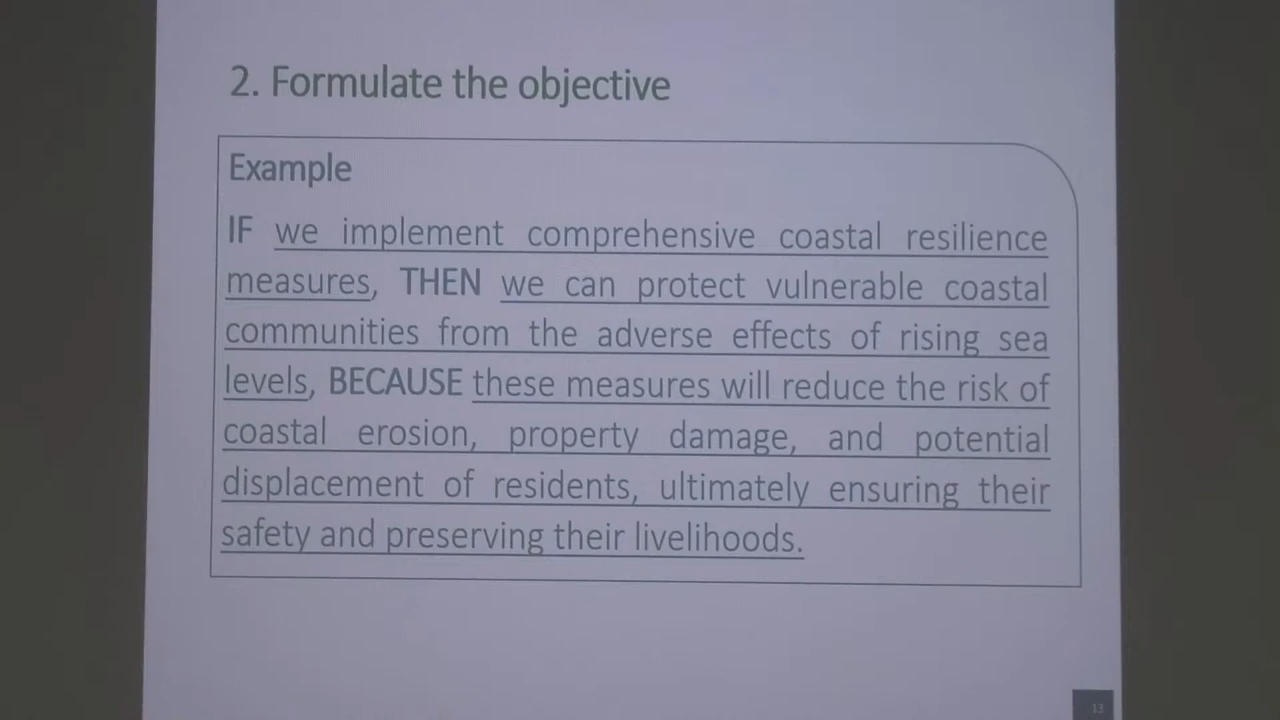 2. Formulate the objective
Example
IF we implement comprehensive coastal resilience
measures, THEN we can protect vulnerable coastal
communities from the adverse effects of rising sea
levels, BECAUSE these measures will reduce the risk of
coastal erosion, property damage, and potential
displacement of residents, ultimately ensuring their
safety and preserving their livelihoods.
13